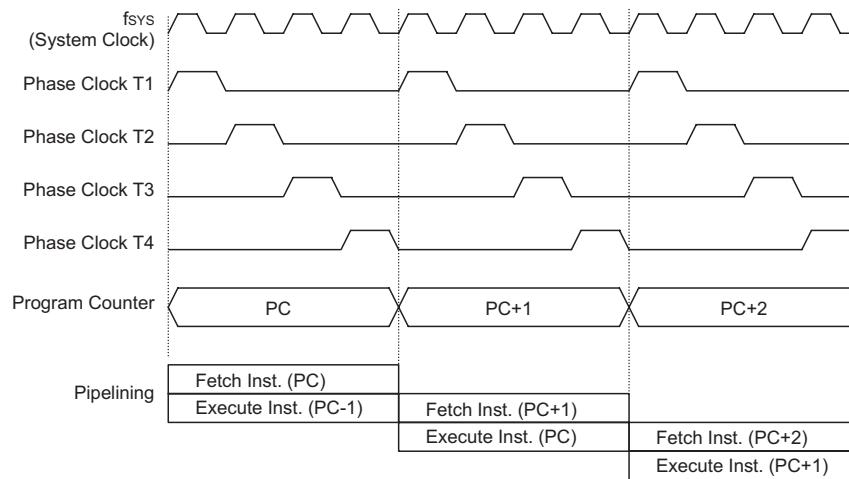 fSYS
(System Clock)
Phase Clock T1
Phase Clock T2
Phase Clock T3
Phase Clock T4
Program Counter
PC
PC+1
PC+2
Pipelining
Fetch Inst. (PC)
Execute Inst. (PC-1)
Fetch Inst. (PC+1)
Execute Inst. (PC)
Fetch Inst. (PC+2)
Execute Inst. (PC+1)